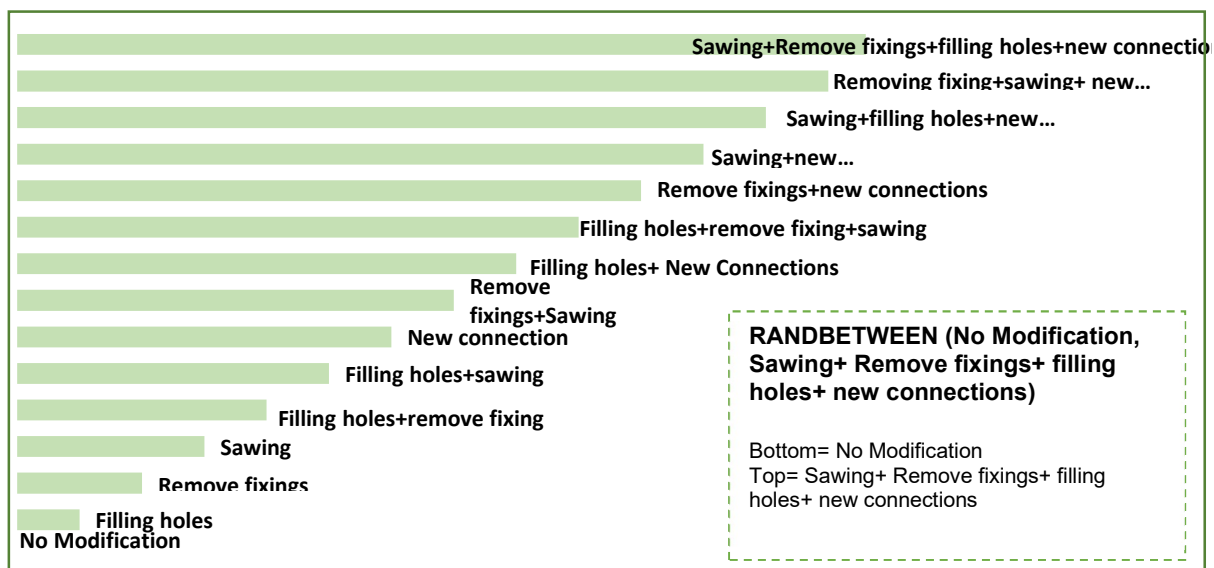 Sawing+Remove fixings+filling holes+new connection
Removing fixing+sawing+ new…
Sawing+filling holes+new…
Sawing+new…
Remove fixings+new connections
Filling holes+remove fixing+sawing
Filling holes+ New Connections
Remove
fixings+Sawing
New connection
Filling holes+sawing
Filling holes+remove fixing
Sawing
Remove fixings
Filling holes
No Modification
RANDBETWEEN (No Modification,
Sawing+ Remove fixings+ filling
holes+ new connections)
Bottom= No Modification
Top= Sawing+ Remove fixings+ filling
holes+ new connections